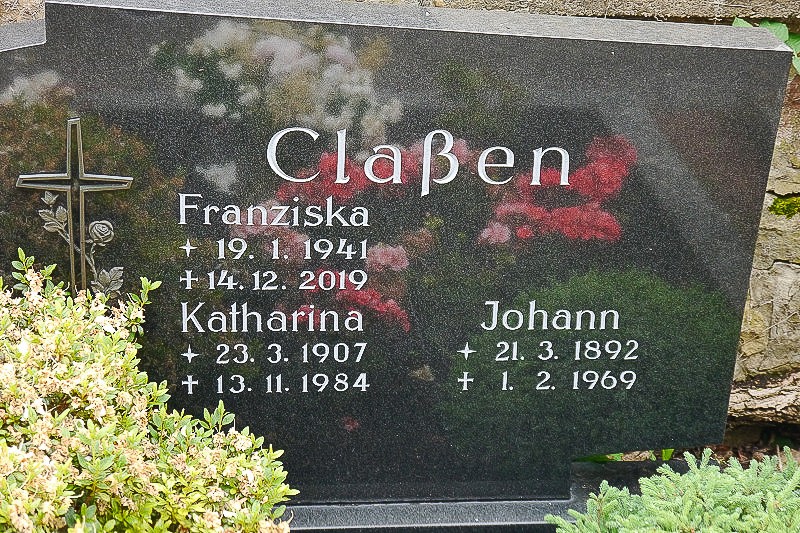 Claßen
Franziska
✦ 19. 1. 1941
✝ 14. 12. 2019
Katharina
✦ 23. 3. 1907
✝ 13. 11. 1984
Johann
✦ 21. 3. 1892
✝ 1. 2. 1969